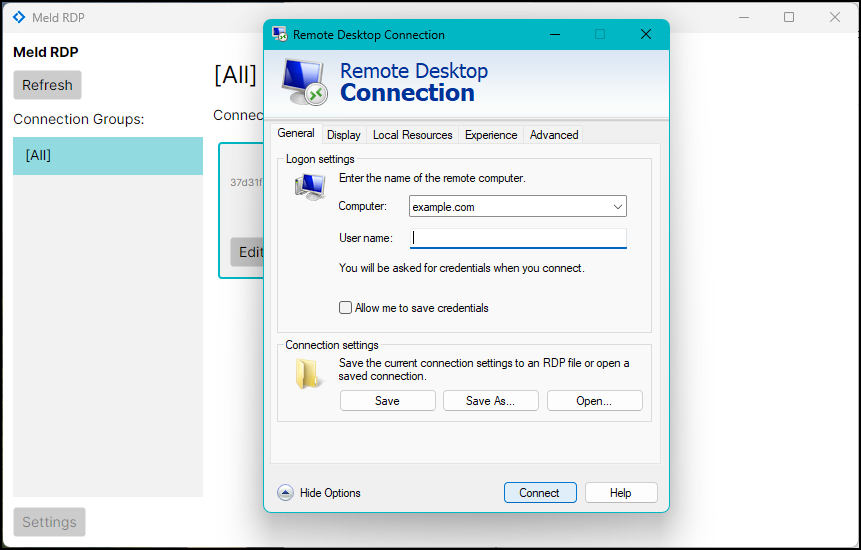 Meld RDP
Meld RDP
Refresh
Connection Groups:
[All]
Settings
[All]
37d31f
Edit
Remote Desktop Connection
Remote Desktop
Connection
General Display Local Resources Experience Advanced
Logon settings
Enter the name of the remote computer.
Computer: example.com
User name:
You will be asked for credentials when you connect.
Allow me to save credentials
Connection settings
Save the current connection settings to an RDP file or open a
saved connection.
Save Save As... Open...
Hide Options Connect Help